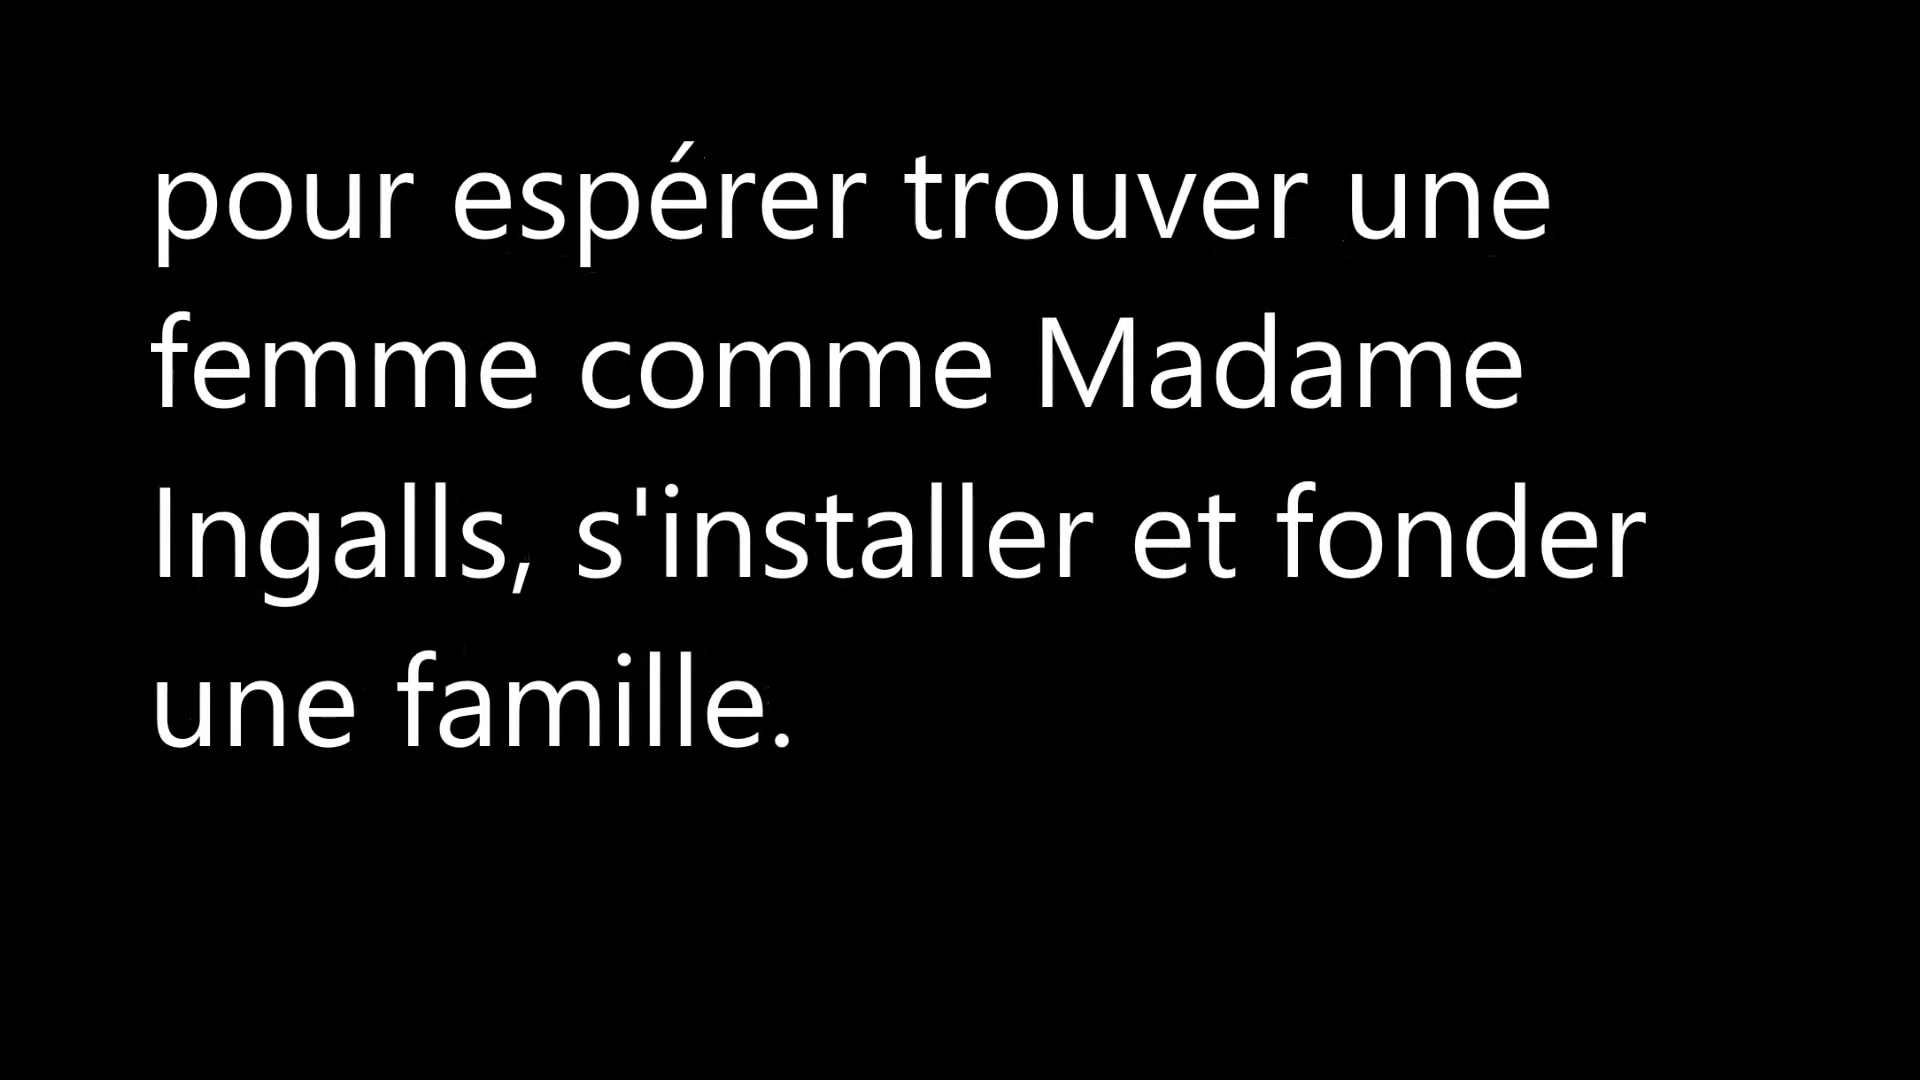 pour espérer trouver une
femme comme Madame
Ingalls, s'installer et fonder
une famille.